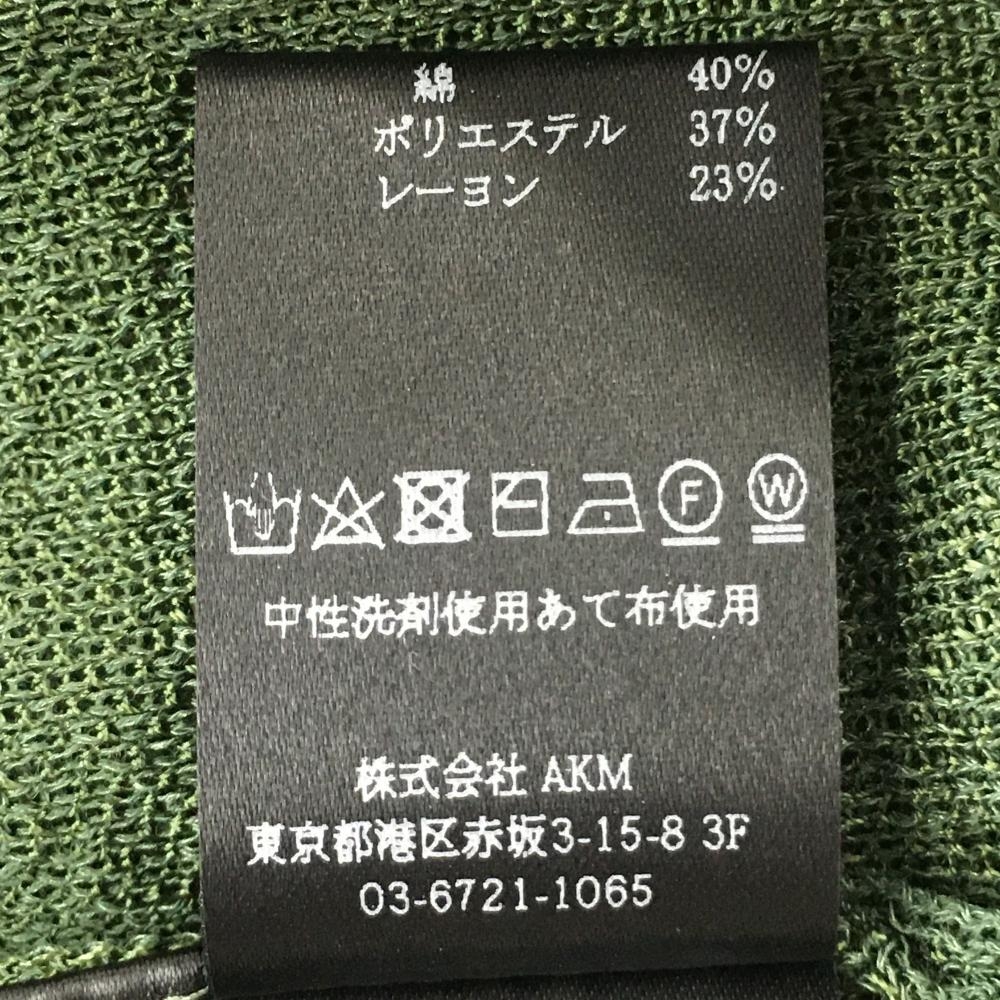 綿 40%
ポリエステル 37%
レーヨン 23%
F W
中性洗剤使用あて布使用
株式会社 AKM
東京都港区赤坂3-15-8 3F
03-6721-1065